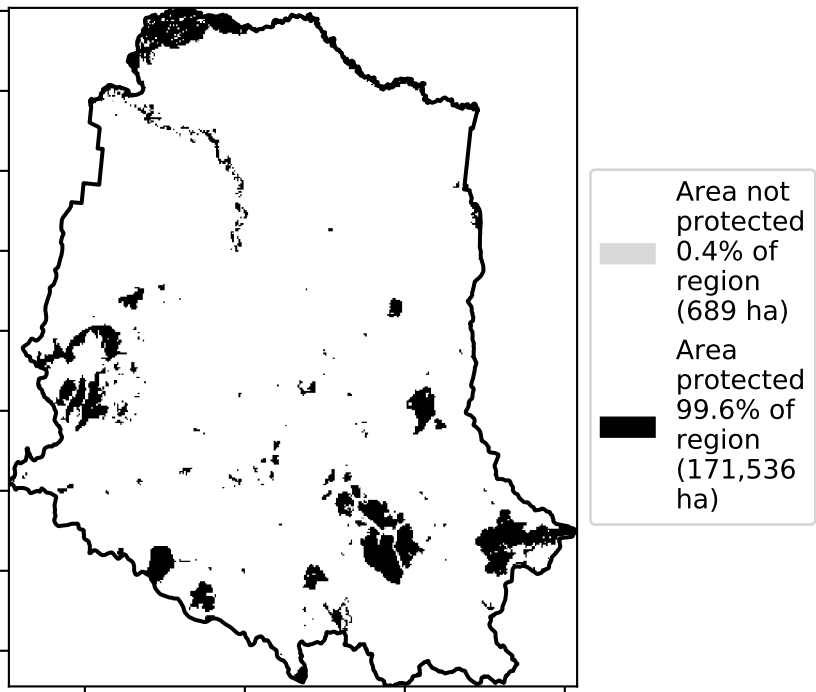 Area not
protected
0.4% of
region
(689 ha)
Area
protected
99.6% of
region
(171,536
ha)